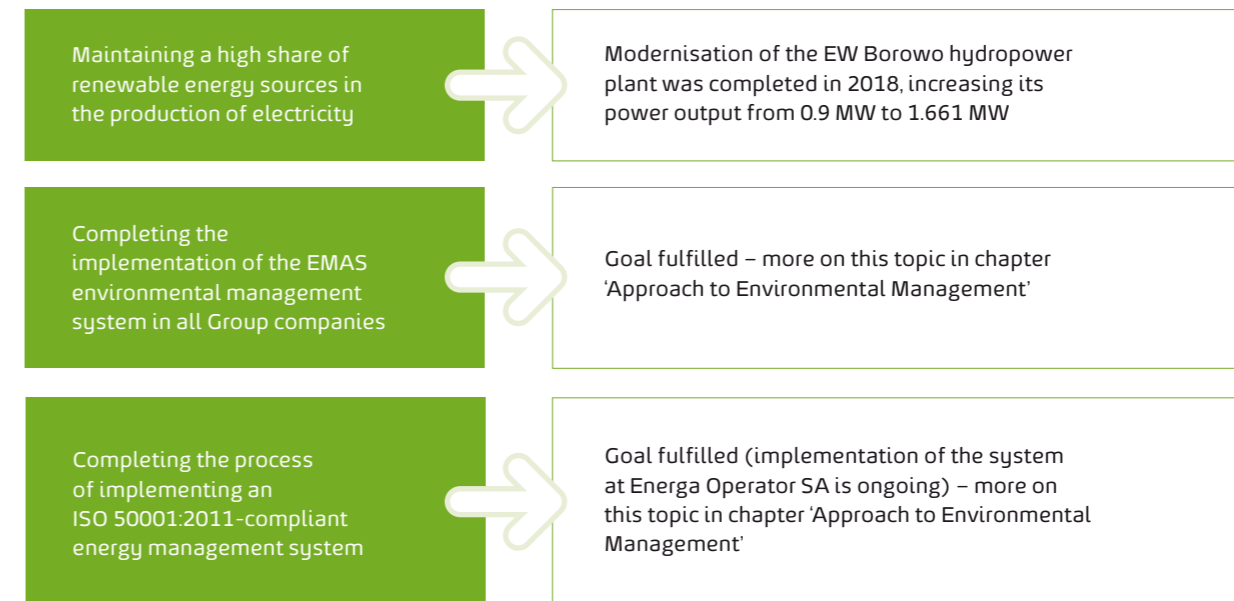 Maintaining a high share of
renewable energy sources in
the production of electricity
Modernisation of the EW Borowo hydropower
plant was completed in 2018, increasing its
power output from 0.9 MW to 1.661 MW
Completing the
implementation of the EMAS
environmental management
system in all Group companies
Goal fulfilled – more on this topic in chapter
‘Approach to Environmental Management’
Completing the process
of implementing an
ISO 50001:2011-compliant
energy management system
Goal fulfilled (implementation of the system
at Energa Operator SA is ongoing) – more on
this topic in chapter ‘Approach to Environmental
Management’